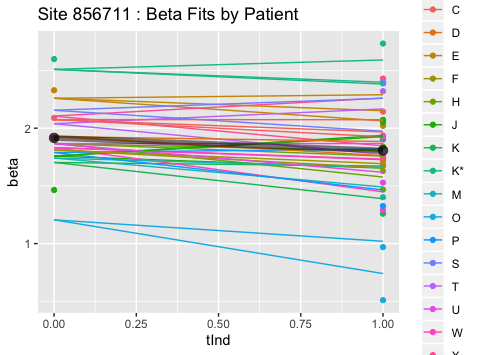 Site 856711 : Beta Fits by Patient
beta
2
1
0.00
0.25
0.50
0.75
1.00
tInd
C
D
E
F
H
J
K
K*
M
O
P
S
T
U
W